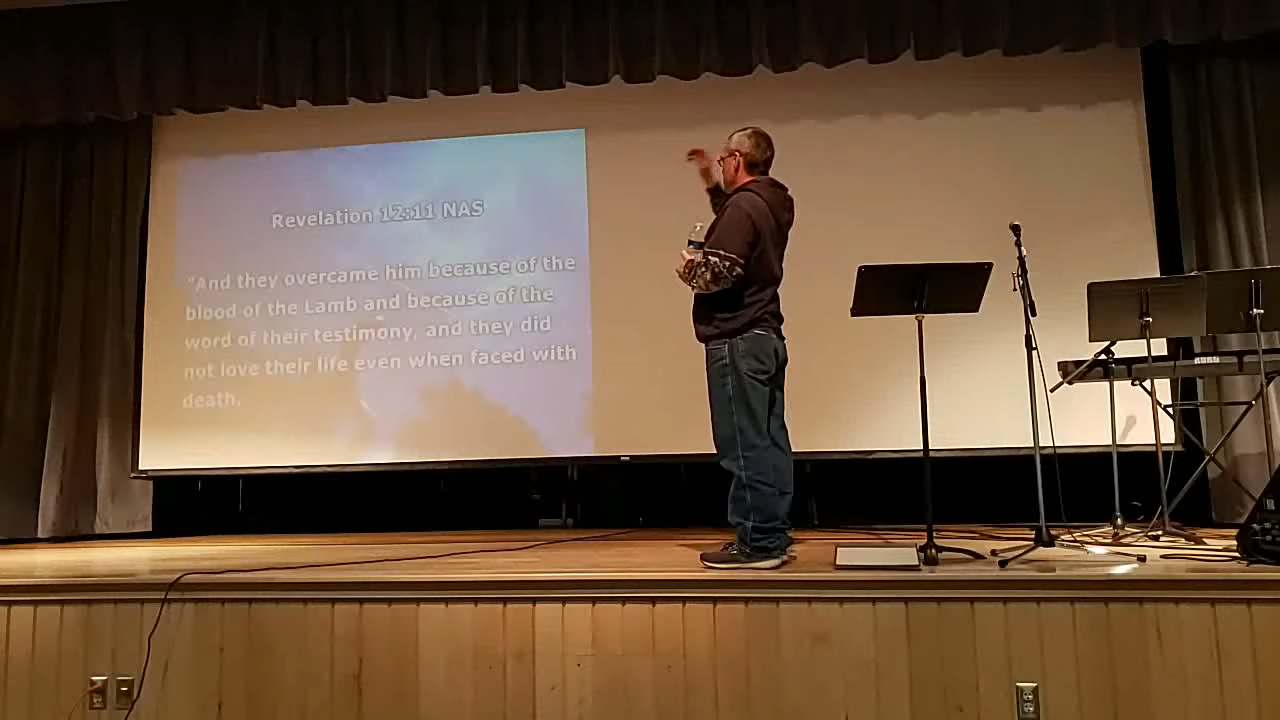 Revelation 12:11 NAS
"And they overcame him because of the
blood of the Lamb and because of the
word of their testimony, and they did
not love their life even when faced with
death.
KORG